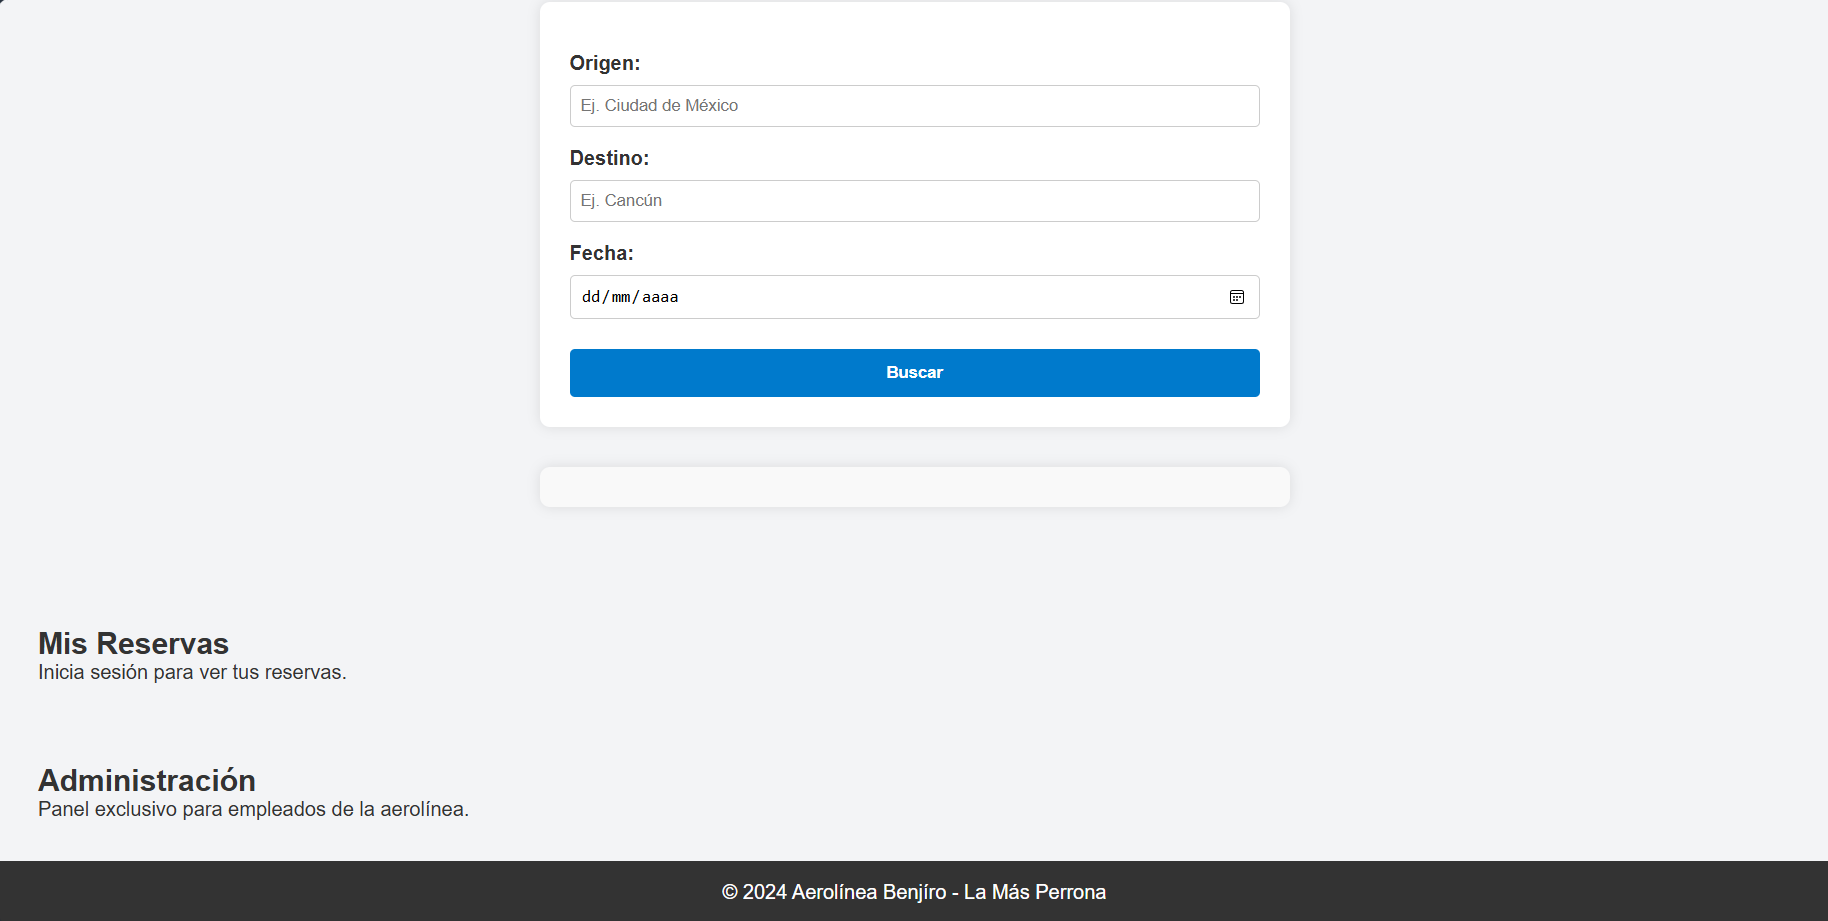 Origen:
Ej. Ciudad de México
Destino:
Ej. Cancún
Fecha:
dd/mm/aaaa
Buscar
Mis Reservas
Inicia sesión para ver tus reservas.
Administración
Panel exclusivo para empleados de la aerolínea.
© 2024 Aerolínea Benjíro - La Más Perrona